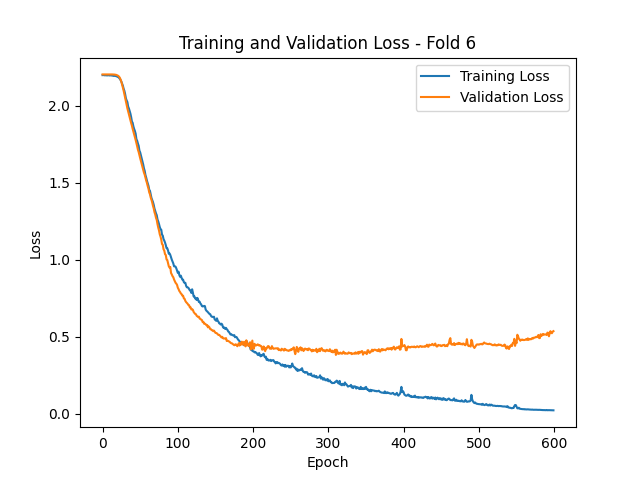 Training and Validation Loss - Fold 6
Training Loss
Validation Loss
Loss
2.0
1.5
1.0
0.5
0.0
0 100 200 300 400 500 600
Epoch